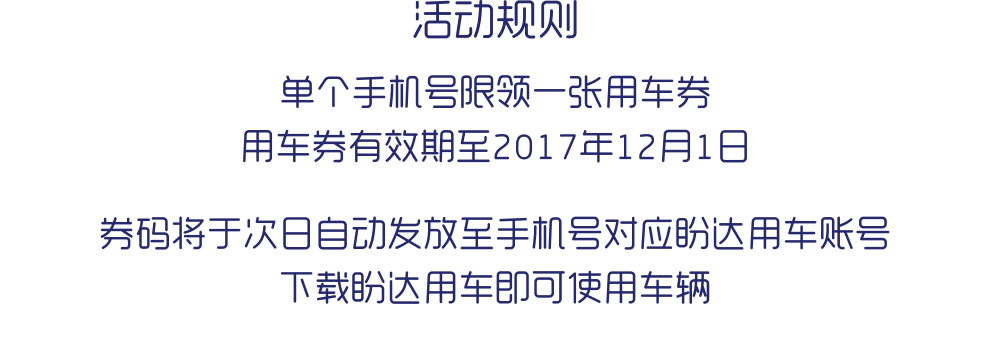 活动规则
单个手机号限领一张用车券
用车券有效期至2017年12月1日
券码将于次日自动发放至手机号对应盼达用车账号
下载盼达用车即可使用车辆